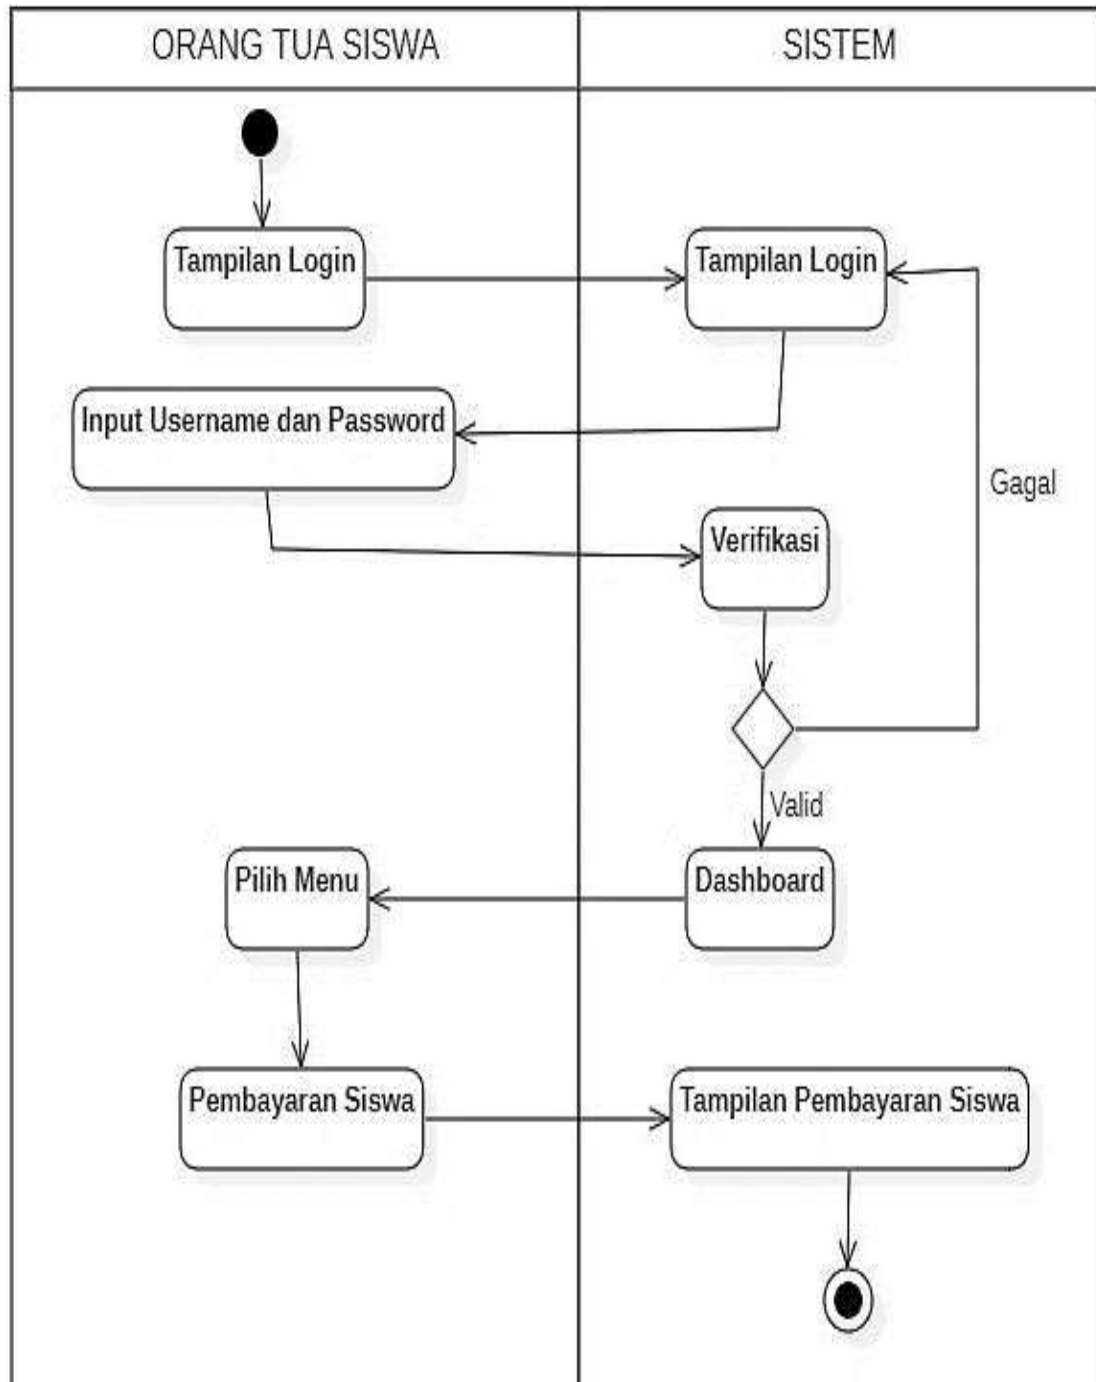 ORANG TUA SISWA
SISTEM
Tampilan Login
Tampilan Login
Input Username dan Password
Gagal
Verifikasi
Valid
Pilih Menu
Dashboard
Pembayaran Siswa
Tampilan Pembayaran Siswa